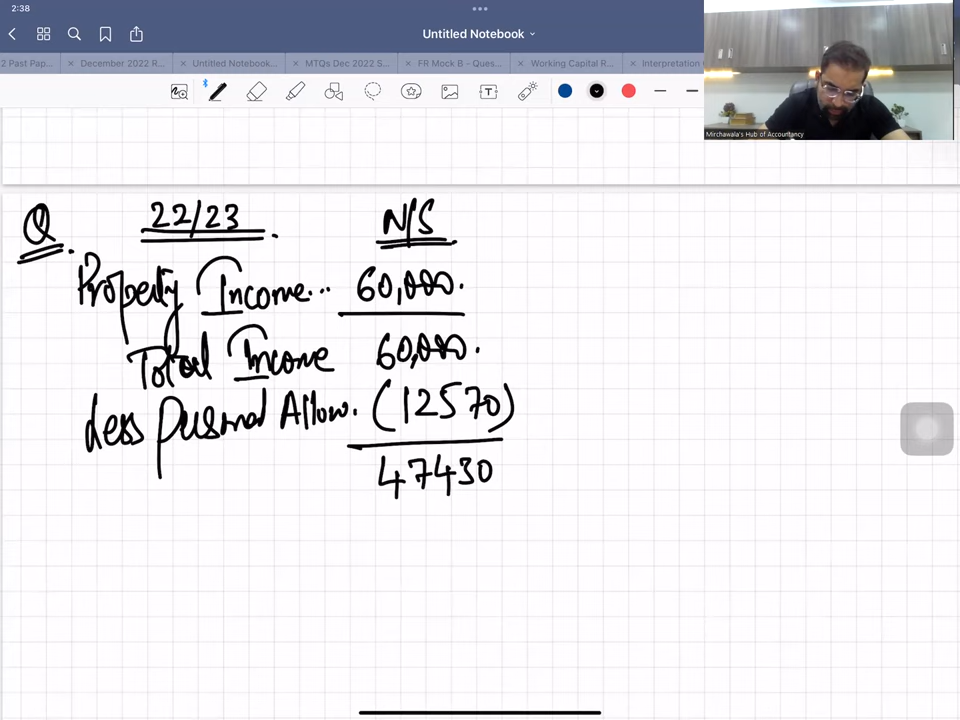 2:38
Untitled Notebook
2 Past Pap... × December 2022 R... × Untitled Notebook... × MTQs Dec 2022 S... × FR Mock B - Ques... × Working Capital R... × Interpretation
Mirchawala's Hub of Accountancy
Q. 22/23. N/S
Property Income... 60,000.
Total Income 60,000.
Less Personal Allow. (12570)
47430